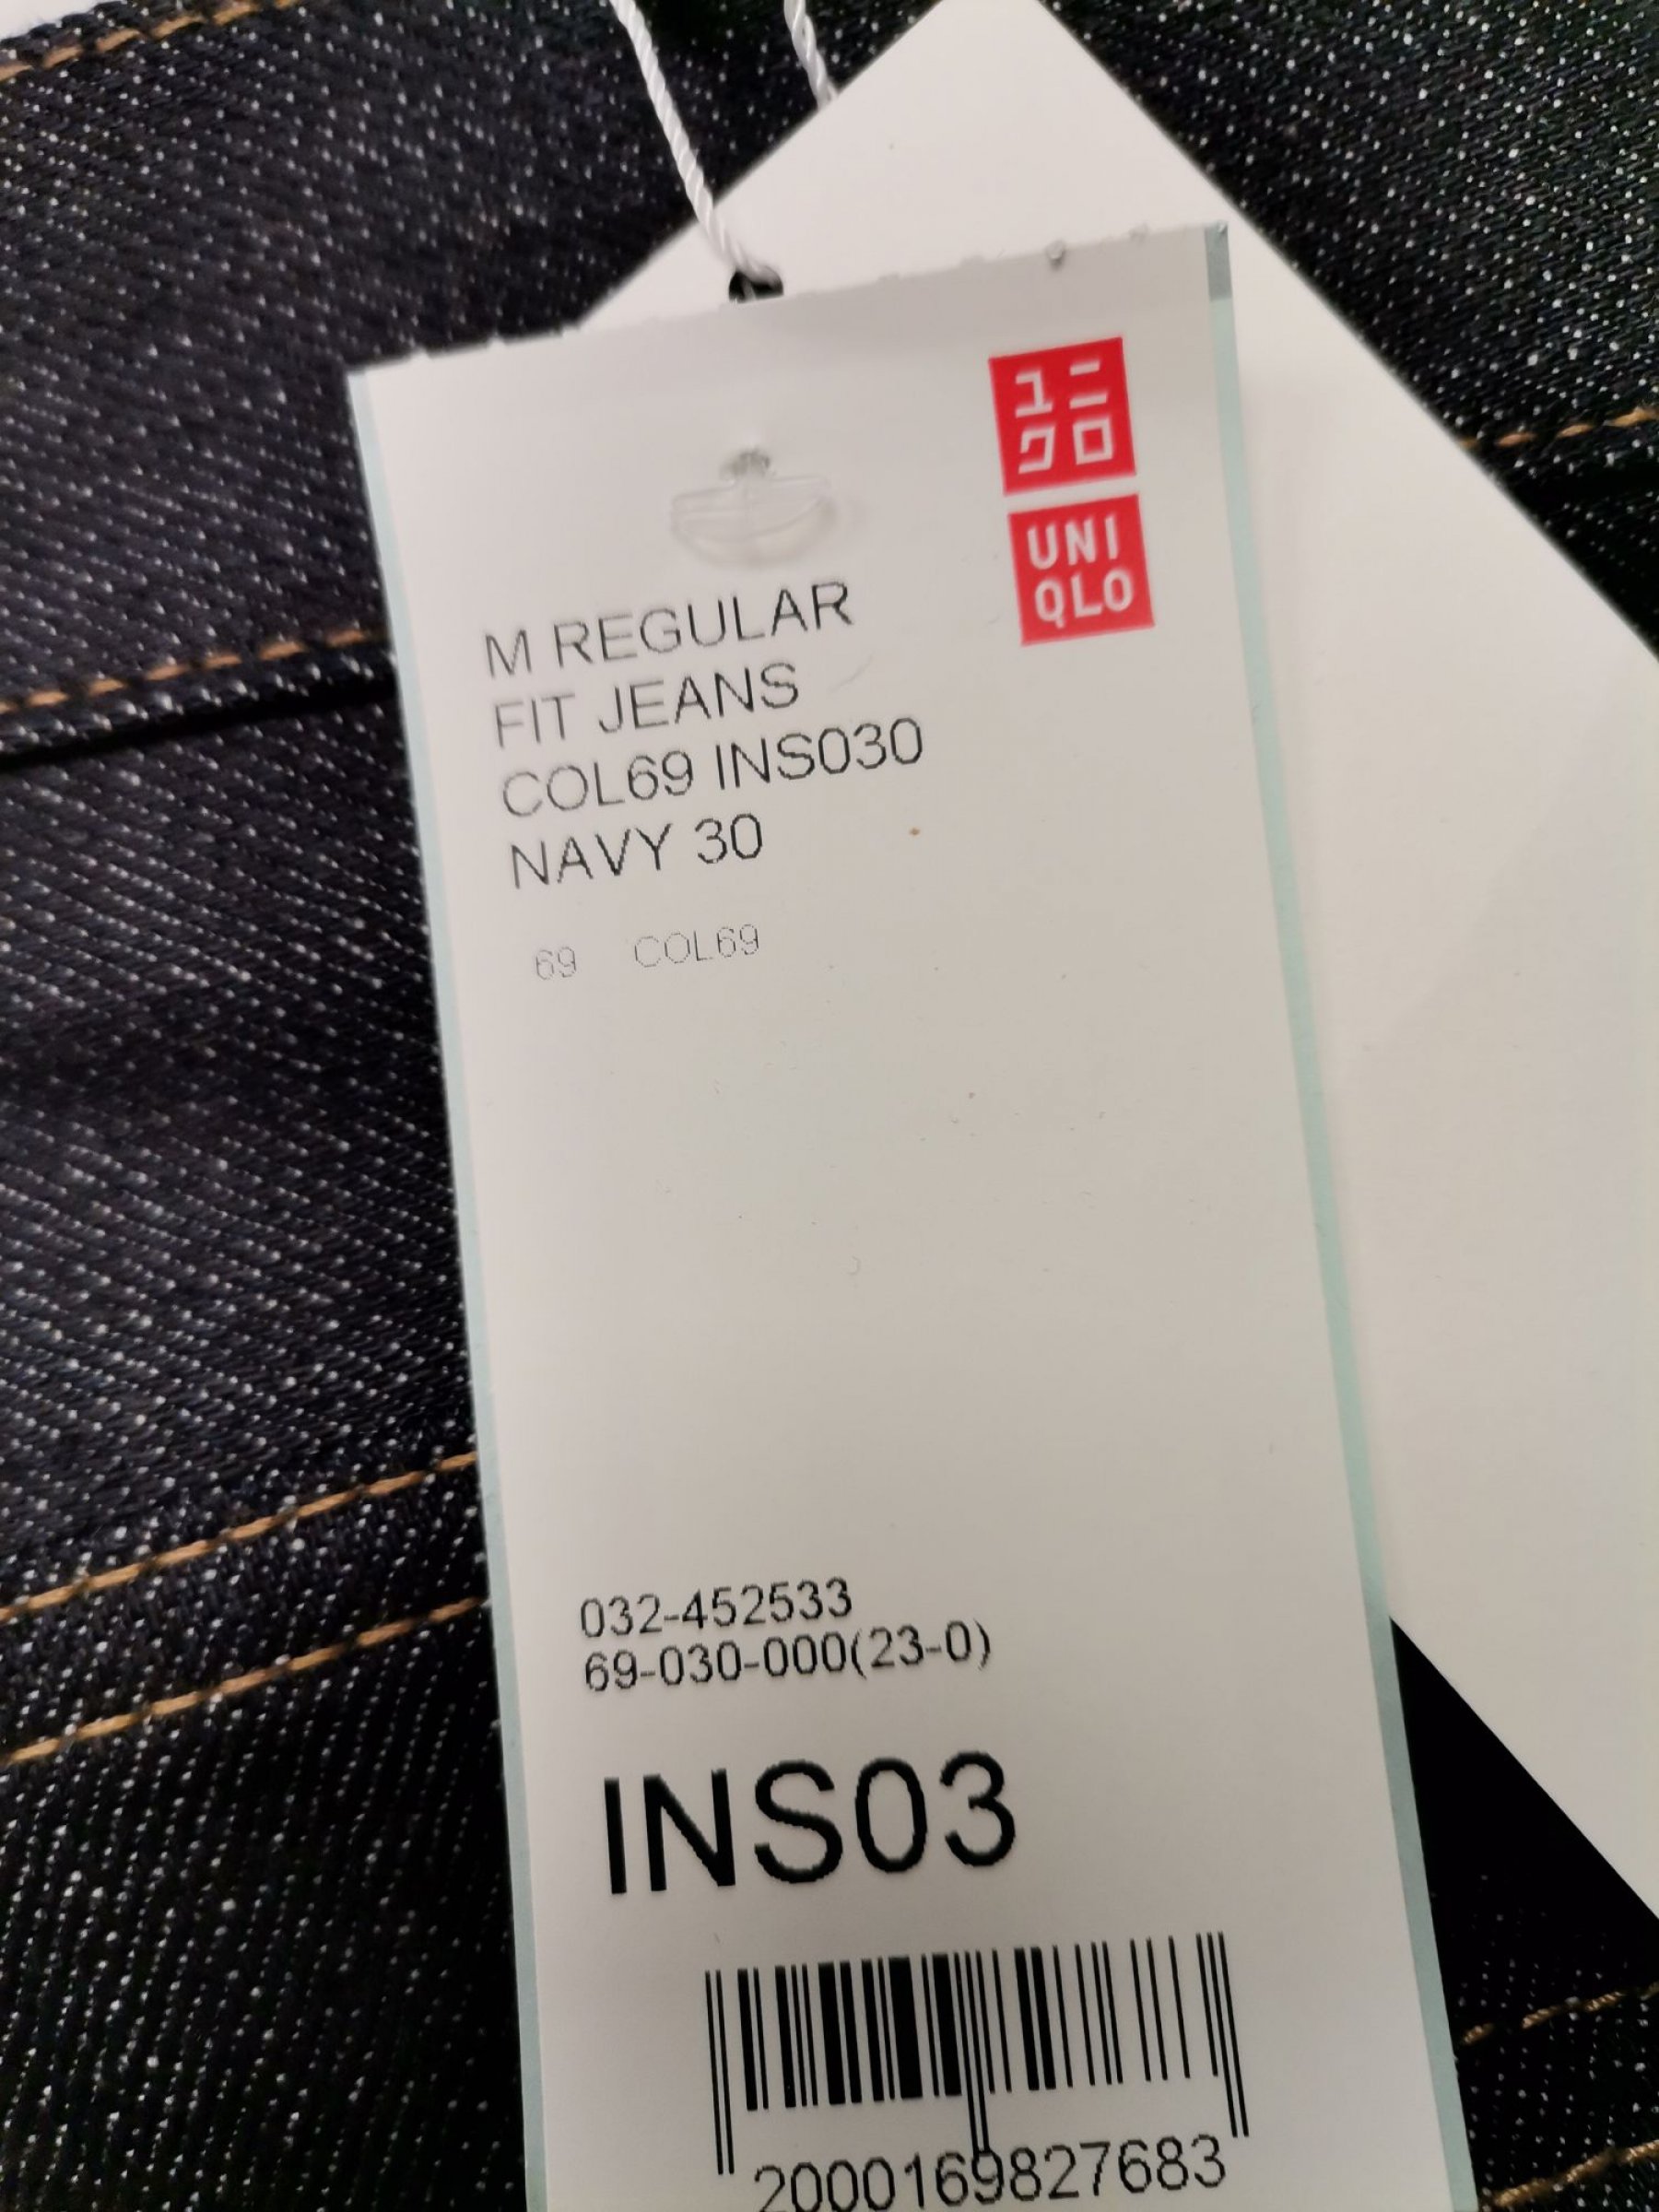 ユニ
クロ
UNI
QLO
M REGULAR
FIT JEANS
COL69 INS030
NAVY 30
69 COL69
032-452533
69-030-000(23-0)
INS03
2000169827683